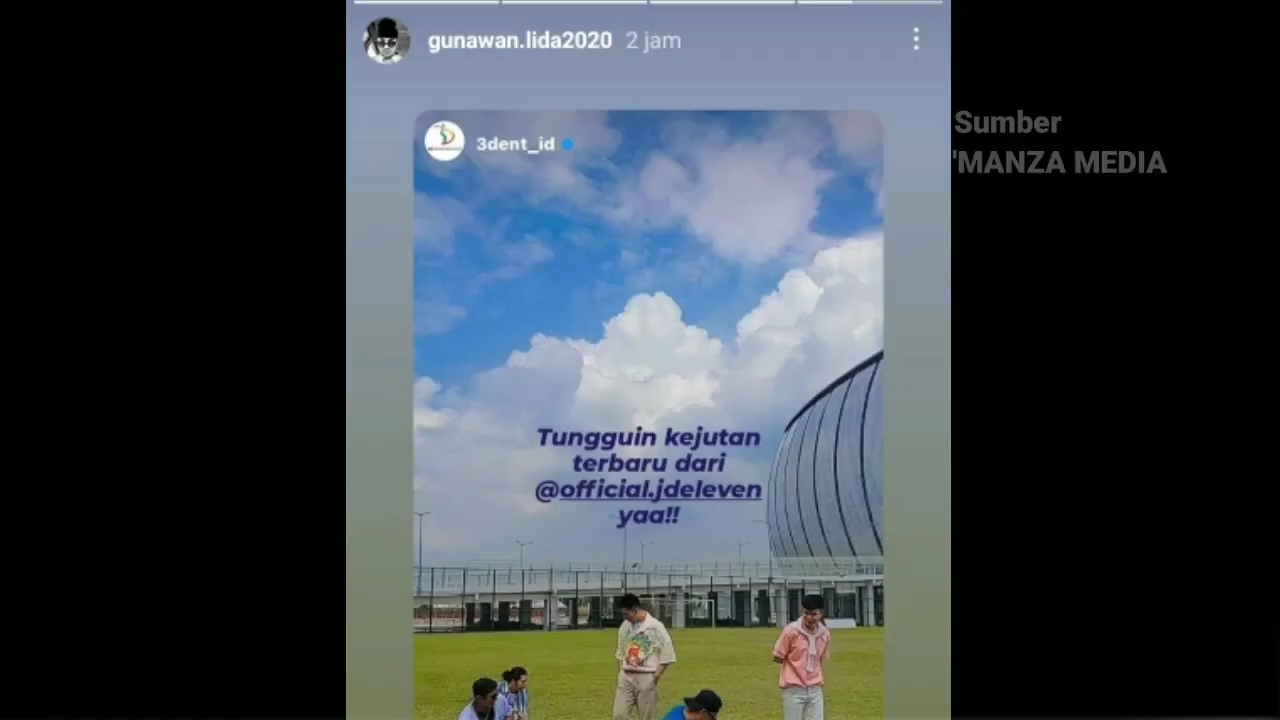 gunawan.lida2020 2 jam
3dent_id
Sumber
'MANZA MEDIA
Tungguin kejutan
terbaru dari
@official.jdeleven
yaa!!